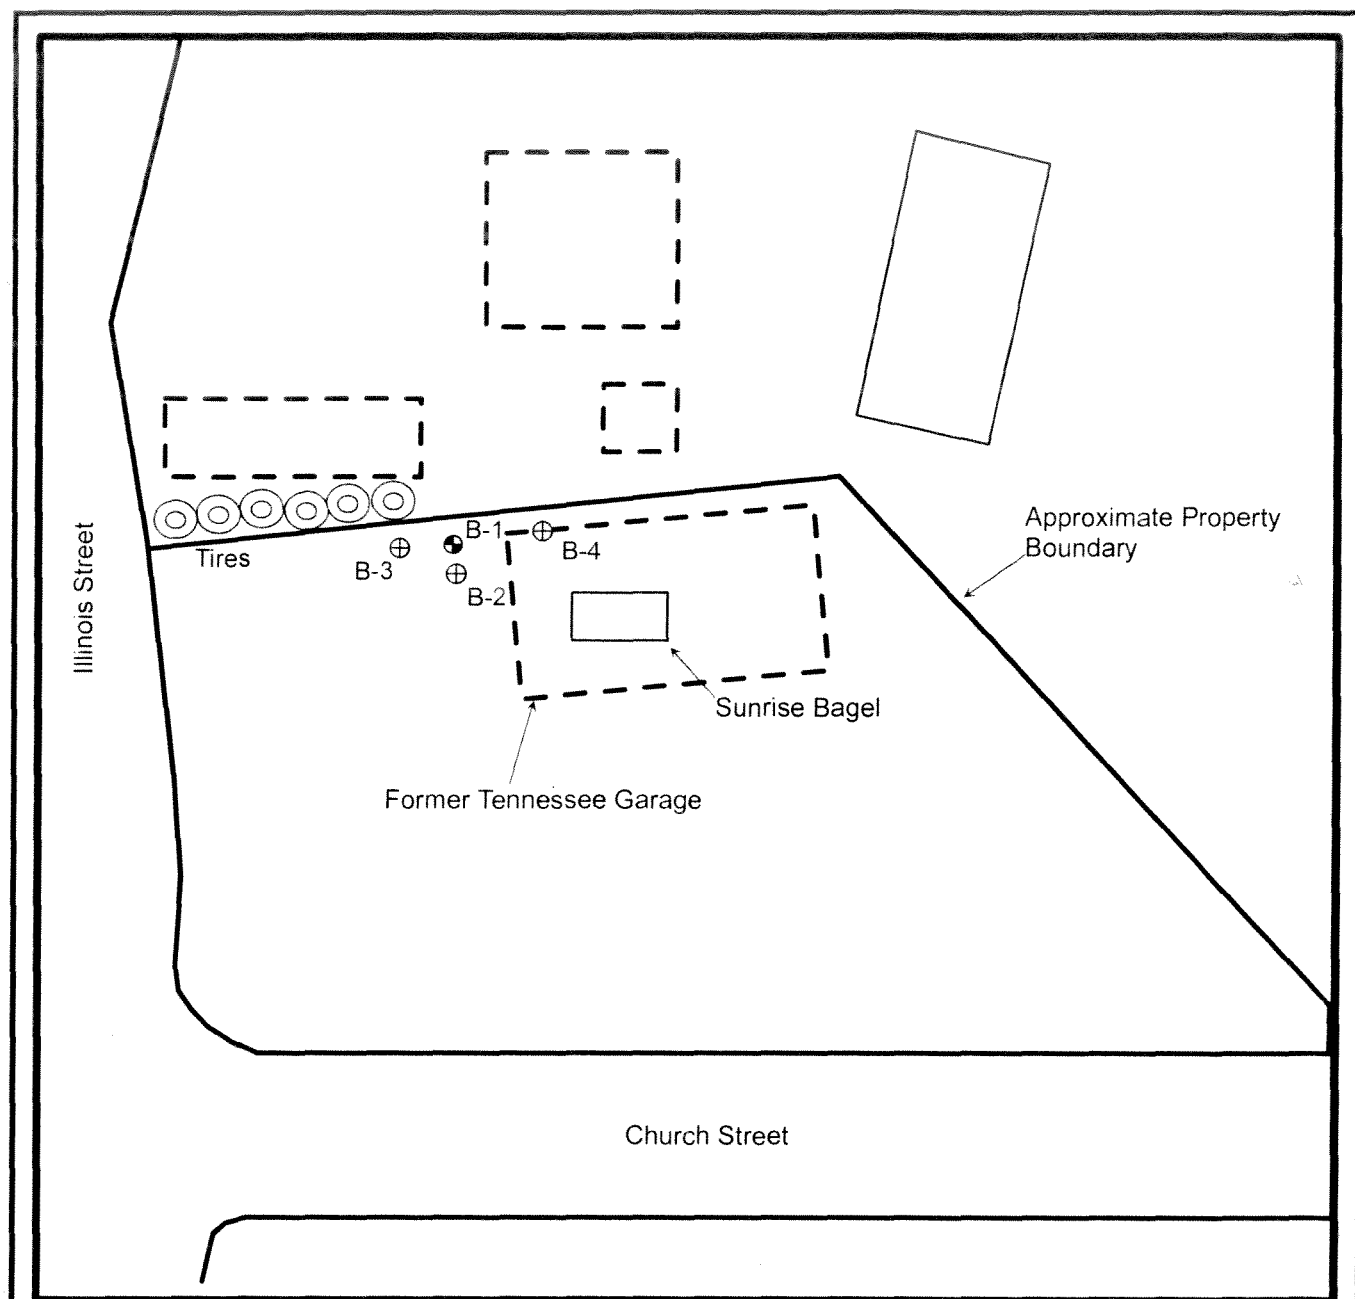 Approximate Property
Boundary
Illinois Street
Tires
B-1
B-4
B-3
B-2
Sunrise Bagel
Former Tennessee Garage
Church Street